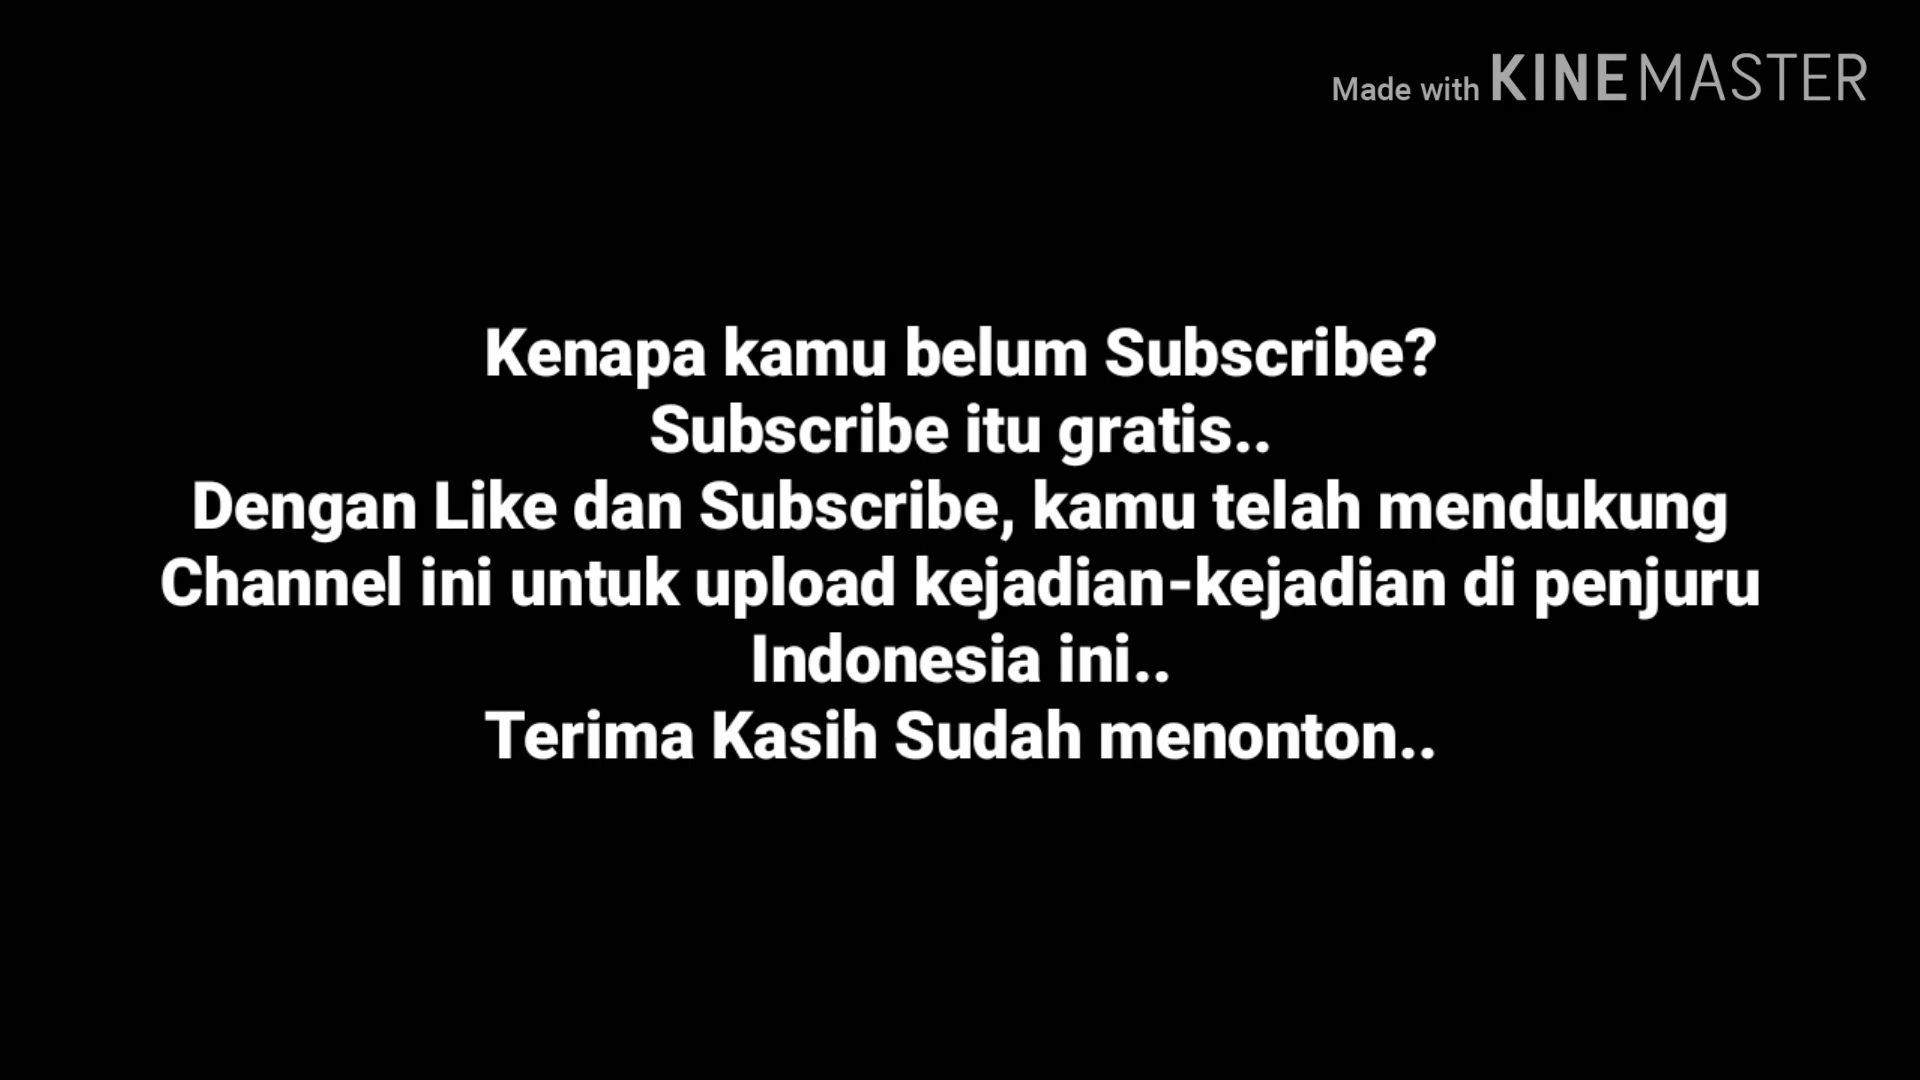 Made with KINEMASTER
Kenapa kamu belum Subscribe?
Subscribe itu gratis..
Dengan Like dan Subscribe, kamu telah mendukung
Channel ini untuk upload kejadian-kejadian di penjuru
Indonesia ini..
Terima Kasih Sudah menonton..